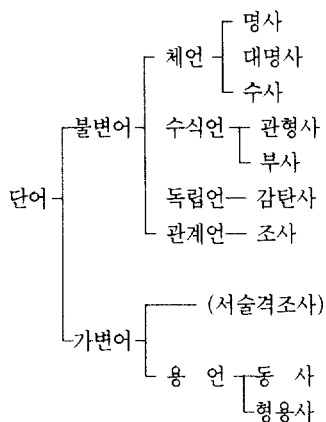 명사
체언 대명사
수사
불변어 수식언 관형사
부사
단어 독립언 감탄사
관계언 조사
(서술격조사)
가변어
용 언 동 사
형용사